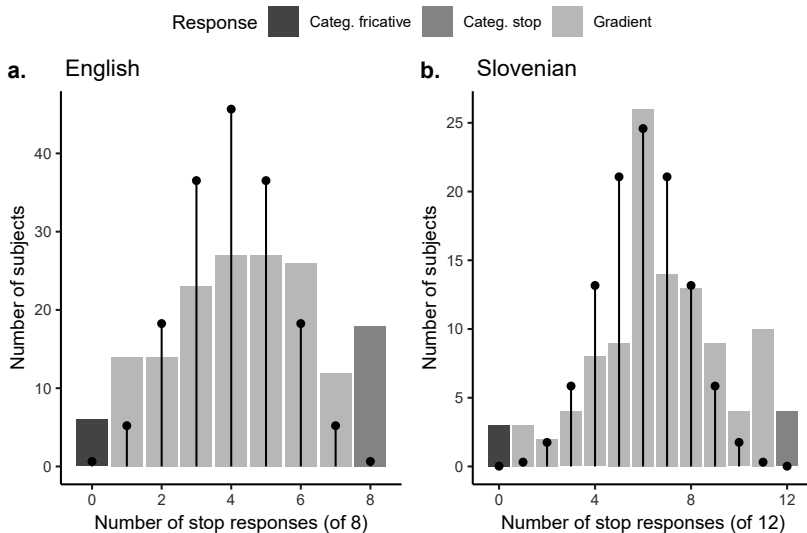 Response Categ. fricative Categ. stop Gradient
a. English
40
30
20
10
0
0 2 4 6 8
Number of subjects
Number of stop responses (of 8)
b. Slovenian
25
20
15
10
5
0
0 4 8 12
Number of subjects
Number of stop responses (of 12)